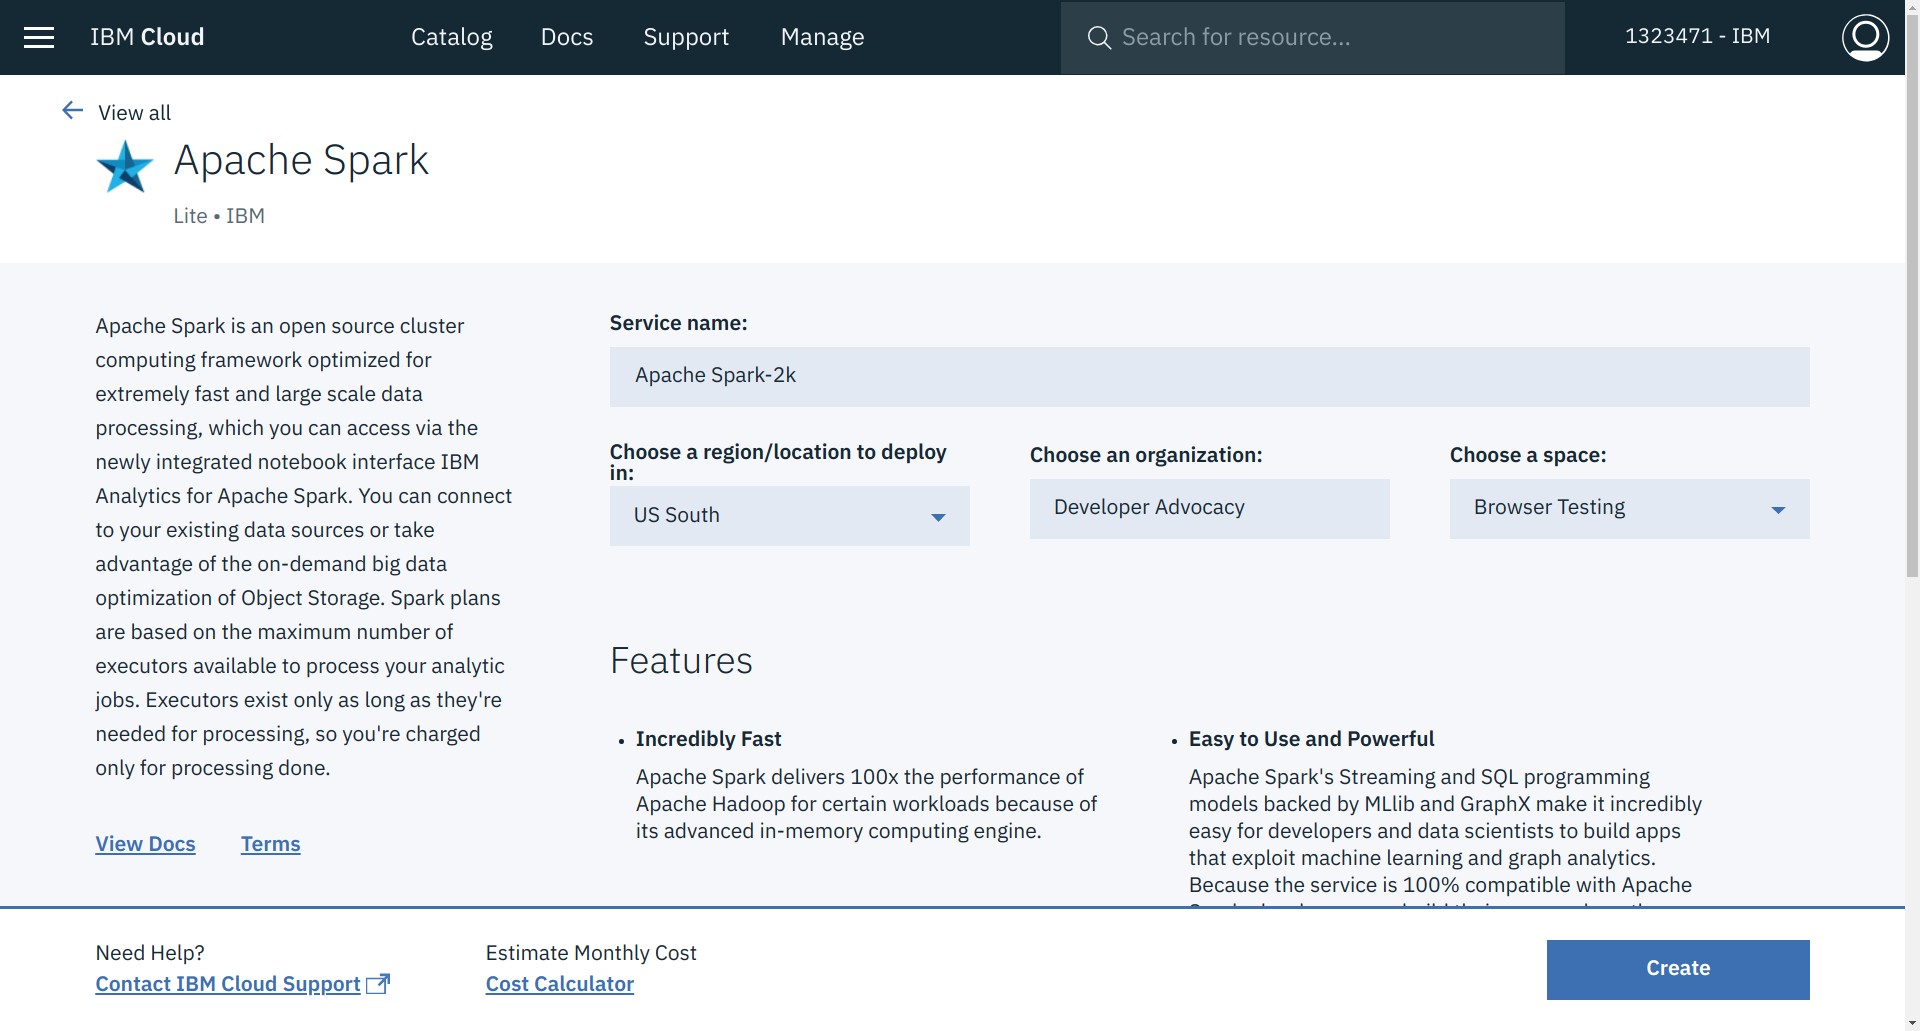 IBM Cloud
Catalog
Docs
Support
Manage
Search for resource...
1323471 - IBM
View all
Apache Spark
Lite • IBM
Apache Spark is an open source cluster
computing framework optimized for
extremely fast and large scale data
processing, which you can access via the
newly integrated notebook interface IBM
Analytics for Apache Spark. You can connect
to your existing data sources or take
advantage of the on-demand big data
optimization of Object Storage. Spark plans
are based on the maximum number of
executors available to process your analytic
jobs. Executors exist only as long as they're
needed for processing, so you're charged
only for processing done.
View Docs
Terms
Service name:
Apache Spark-2k
Choose a region/location to deploy
in:
US South
Choose an organization:
Developer Advocacy
Choose a space:
Browser Testing
Features
• Incredibly Fast
Apache Spark delivers 100x the performance of
Apache Hadoop for certain workloads because of
its advanced in-memory computing engine.
• Easy to Use and Powerful
Apache Spark's Streaming and SQL programming
models backed by MLlib and GraphX make it incredibly
easy for developers and data scientists to build apps
that exploit machine learning and graph analytics.
Because the service is 100% compatible with Apache
Need Help?
Contact IBM Cloud Support
Estimate Monthly Cost
Cost Calculator
Create